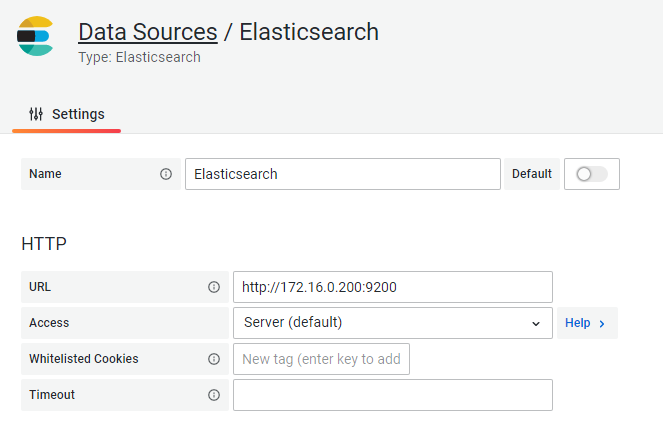 Data Sources / Elasticsearch
Type: Elasticsearch
Settings
Name Elasticsearch Default
HTTP
URL http://172.16.0.200:9200
Access Server (default) Help >
Whitelisted Cookies New tag (enter key to add
Timeout